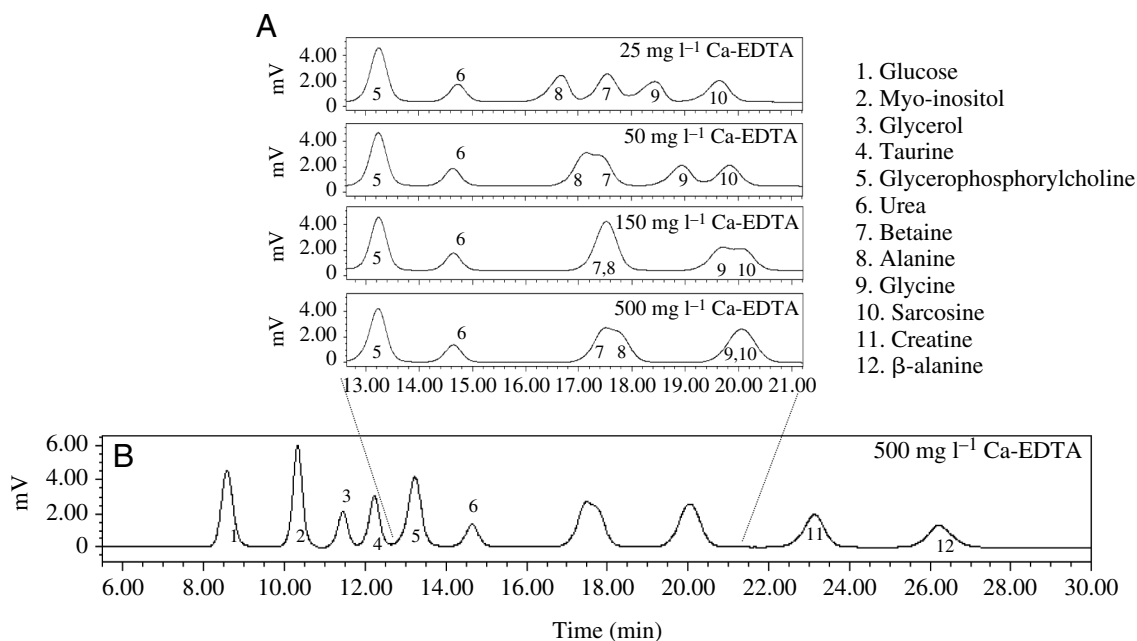 A
25 mg l⁻¹ Ca-EDTA
mV
4.00
2.00
0
5
6
8
7
9
10
50 mg l⁻¹ Ca-EDTA
mV
4.00
2.00
0
5
6
8
7
9
10
150 mg l⁻¹ Ca-EDTA
mV
4.00
2.00
0
5
6
7,8
9
10
500 mg l⁻¹ Ca-EDTA
mV
4.00
2.00
0
5
6
7
8
9,10
13.00 14.00 15.00 16.00 17.00 18.00 19.00 20.00 21.00
1. Glucose
2. Myo-inositol
3. Glycerol
4. Taurine
5. Glycerophosphorylcholine
6. Urea
7. Betaine
8. Alanine
9. Glycine
10. Sarcosine
11. Creatine
12. β-alanine
B
500 mg l⁻¹ Ca-EDTA
mV
6.00
4.00
2.00
0
1
2
3
4
5
6
11
12
6.00 8.00 10.00 12.00 14.00 16.00 18.00 20.00 22.00 24.00 26.00 28.00 30.00
Time (min)